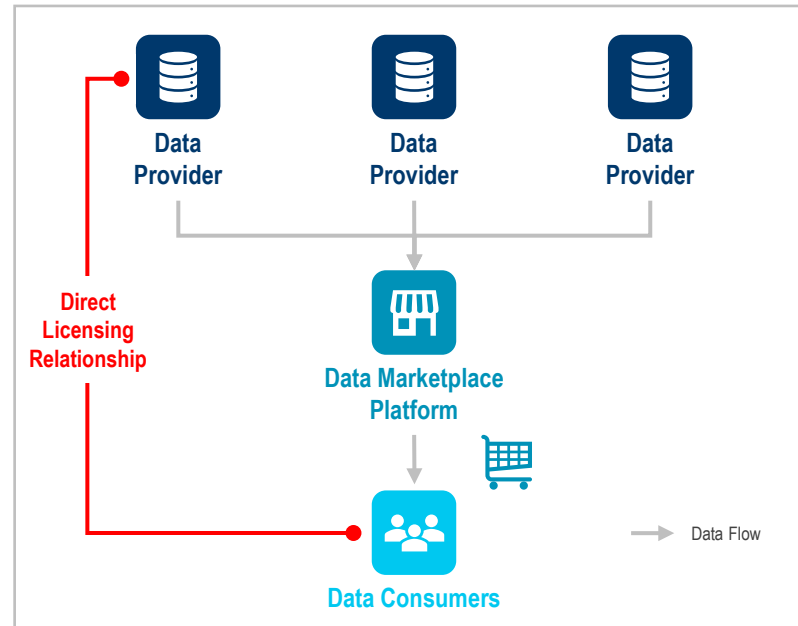 Data
Provider
Data
Provider
Data
Provider
Direct
Licensing
Relationship
Data Marketplace
Platform
Data Flow
Data Consumers